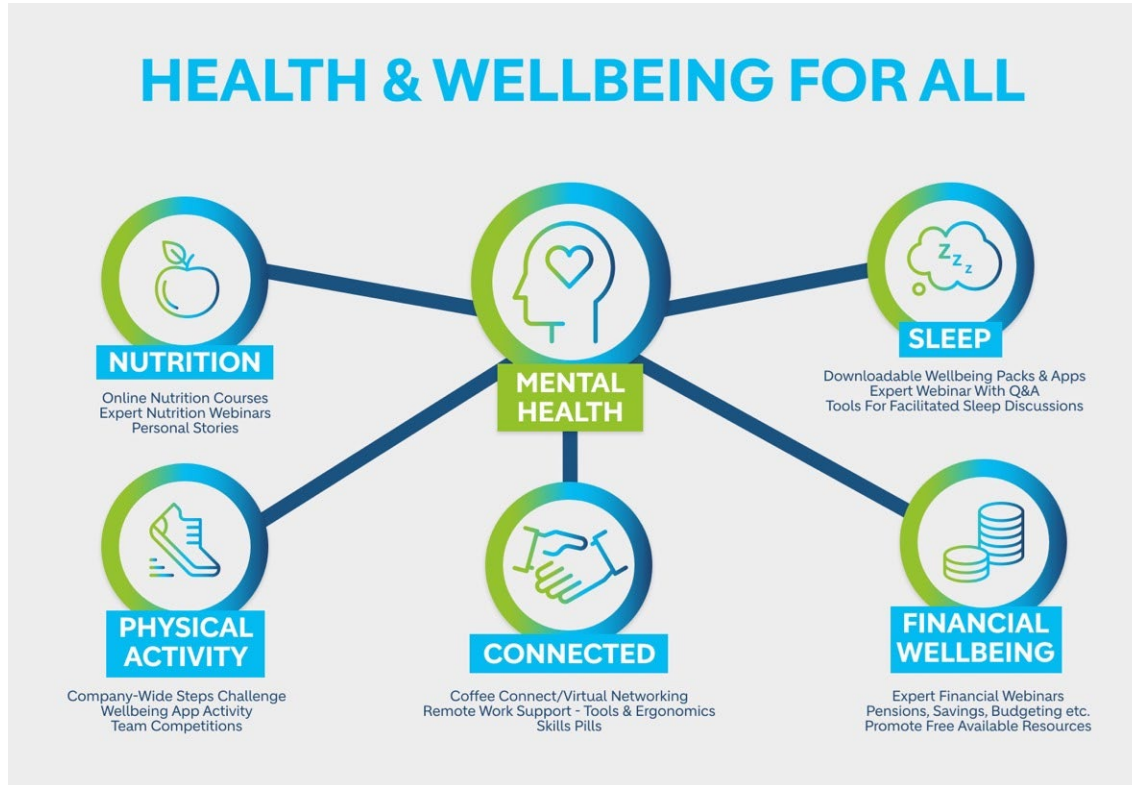 HEALTH & WELLBEING FOR ALL
NUTRITION
Online Nutrition Courses
Expert Nutrition Webinars
Personal Stories
MENTAL
HEALTH
Zzz
SLEEP
Downloadable Wellbeing Packs & Apps
Expert Webinar With Q&A
Tools For Facilitated Sleep Discussions
PHYSICAL
ACTIVITY
Company-Wide Steps Challenge
Wellbeing App Activity
Team Competitions
CONNECTED
Coffee Connect/Virtual Networking
Remote Work Support - Tools & Ergonomics
Skills Pills
FINANCIAL
WELLBEING
Expert Financial Webinars
Pensions, Savings, Budgeting etc.
Promote Free Available Resources